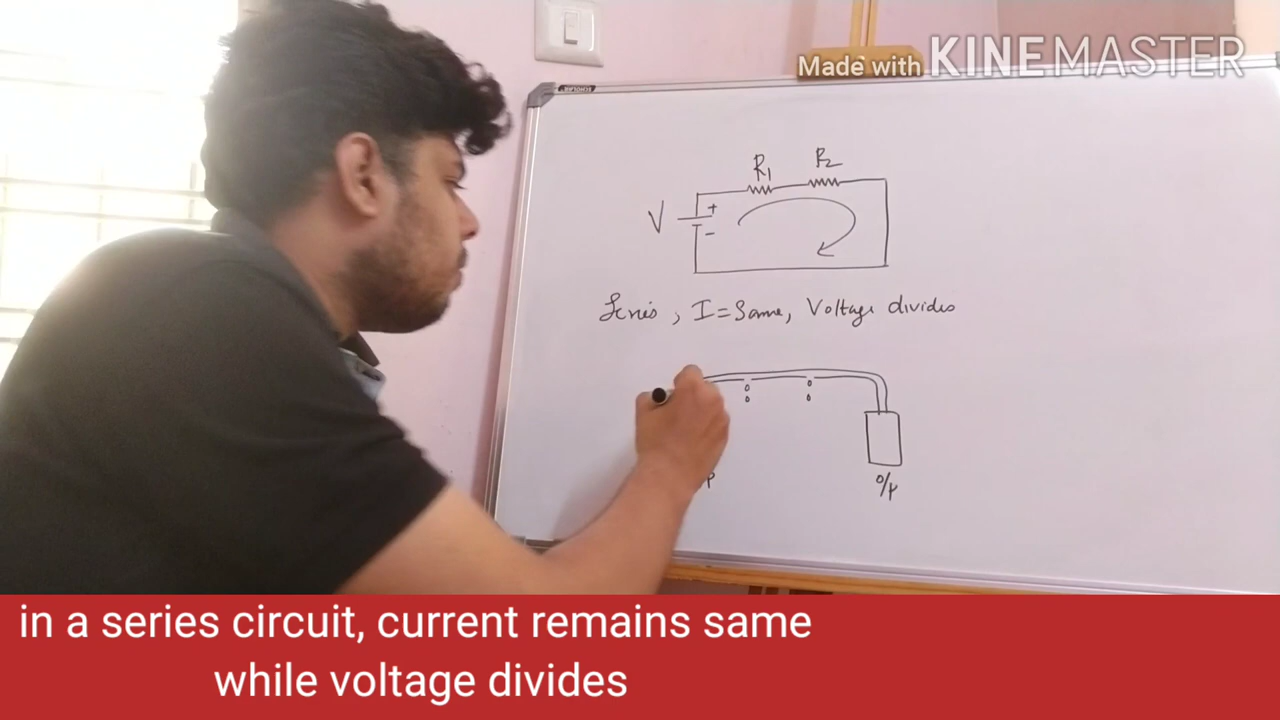 Made with KINEMASTER
R1 R2
V + -
Series, I = Same, Voltage divides
o/p
in a series circuit, current remains same
while voltage divides